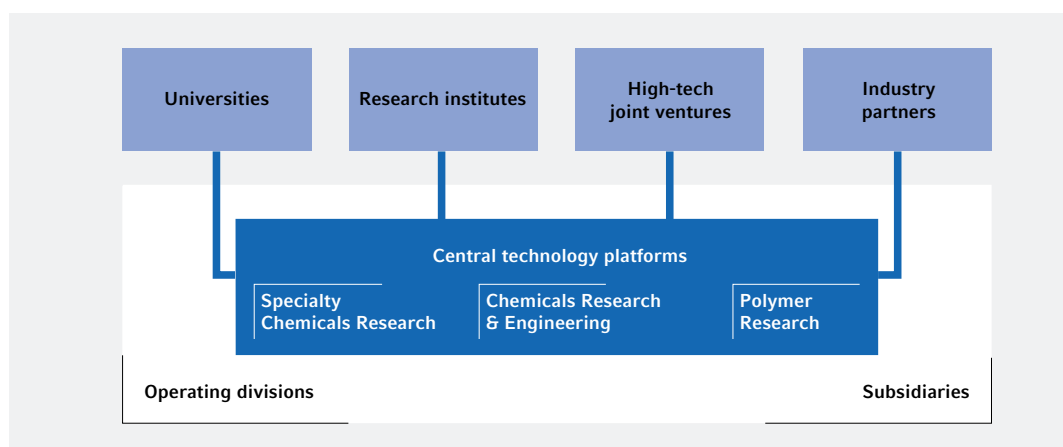 Universities
Research institutes
High-tech
joint ventures
Industry
partners
Central technology platforms
Specialty
Chemicals Research
Chemicals Research
& Engineering
Polymer
Research
Operating divisions
Subsidiaries